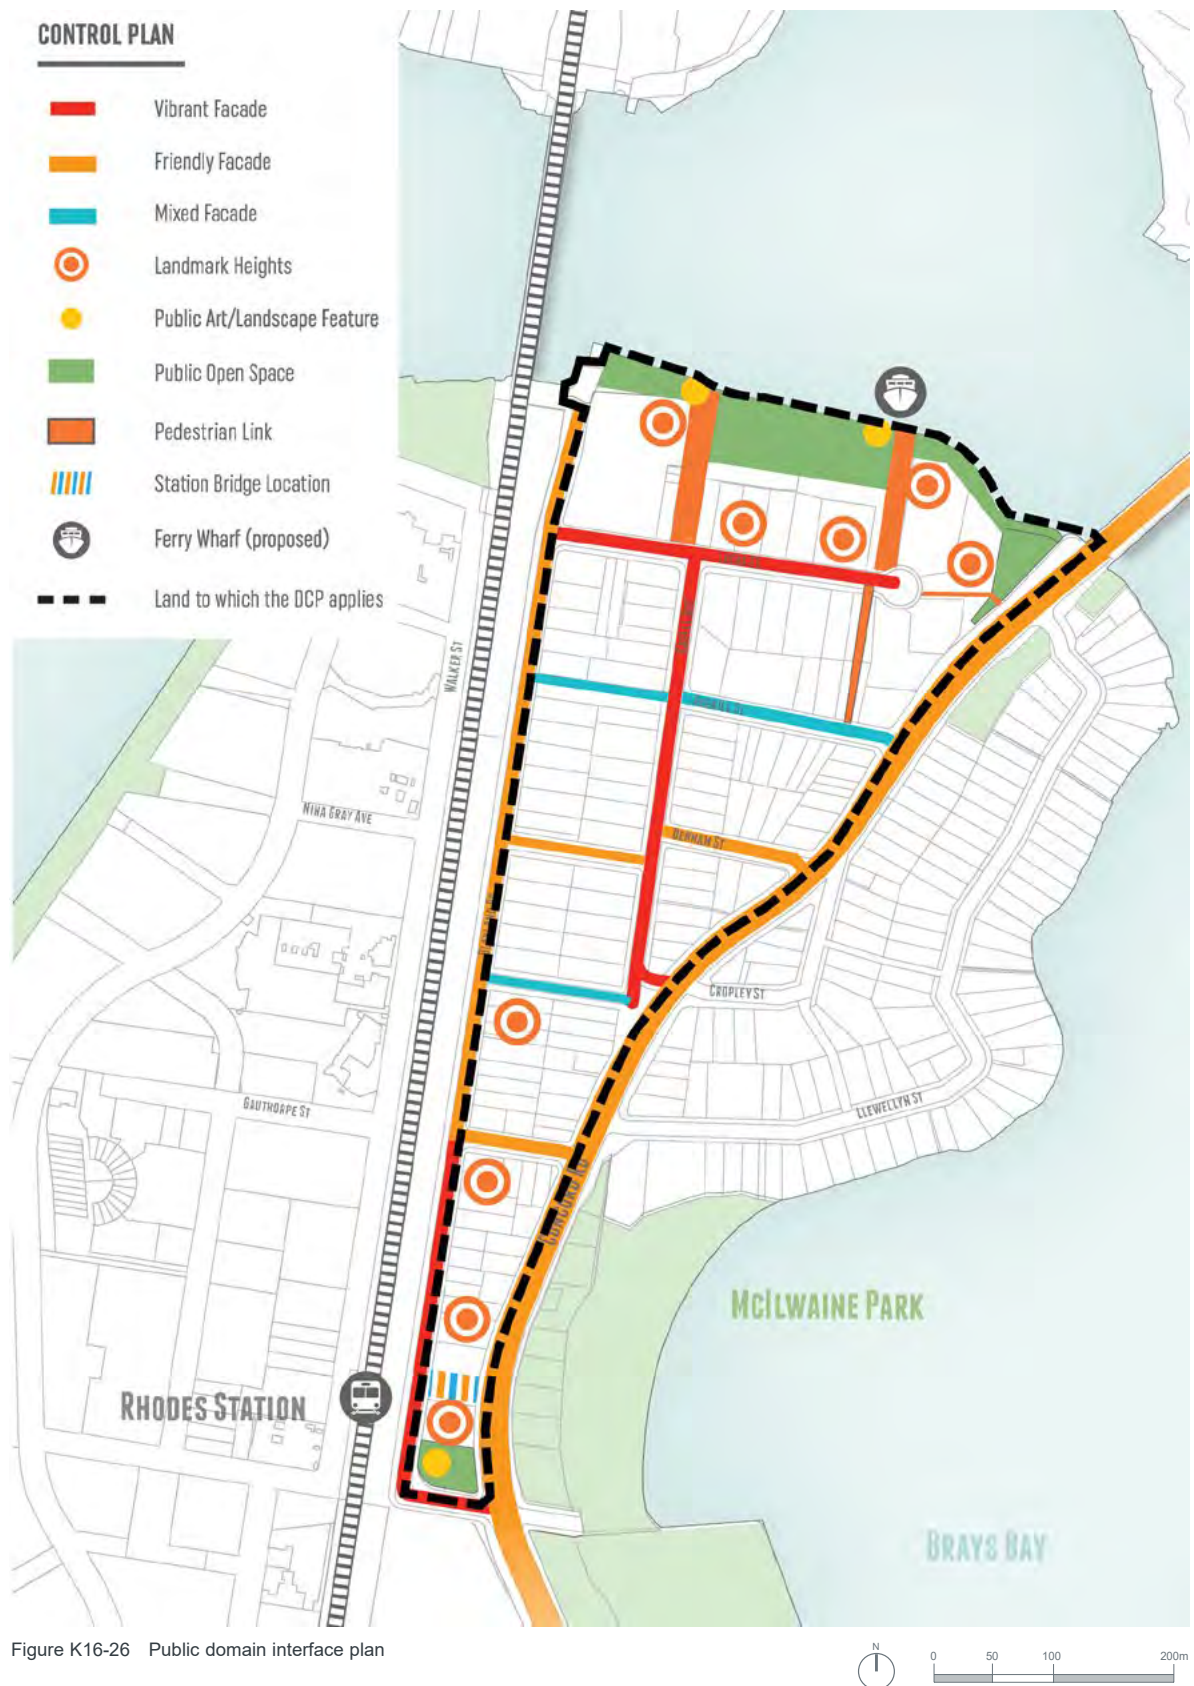 CONTROL PLAN
Vibrant Facade
Friendly Facade
Mixed Facade
Landmark Heights
Public Art/Landscape Feature
Public Open Space
Pedestrian Link
Station Bridge Location
Ferry Wharf (proposed)
Land to which the DCP applies
WALKER ST
NINA GRAY AVE
DENHAM ST
CROPLEY ST
GAUTHORPE ST
LLEWELLYN ST
CONCORD RD
MCILWAINE PARK
RHODES STATION
BRAYS BAY
Figure K16-26 Public domain interface plan
N
0 50 100 200m